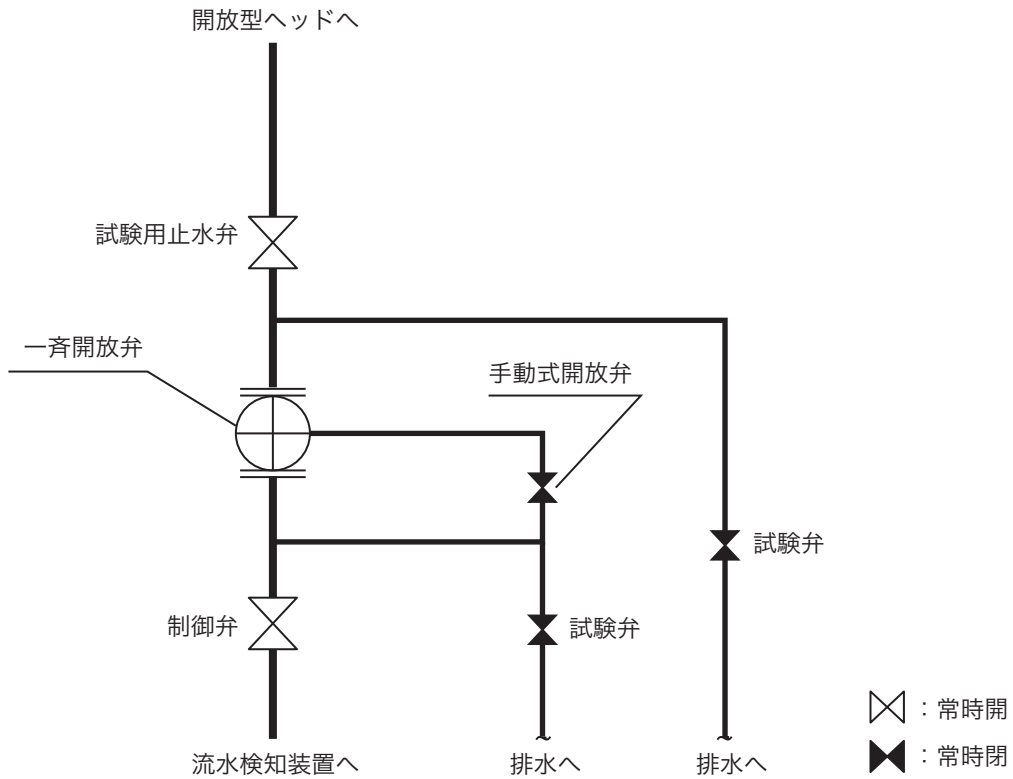 開放型ヘッドへ
試験用止水弁
一斉開放弁
手動式開放弁
試験弁
制御弁
試験弁
：常時開
：常時閉
流水検知装置へ
排水へ
排水へ